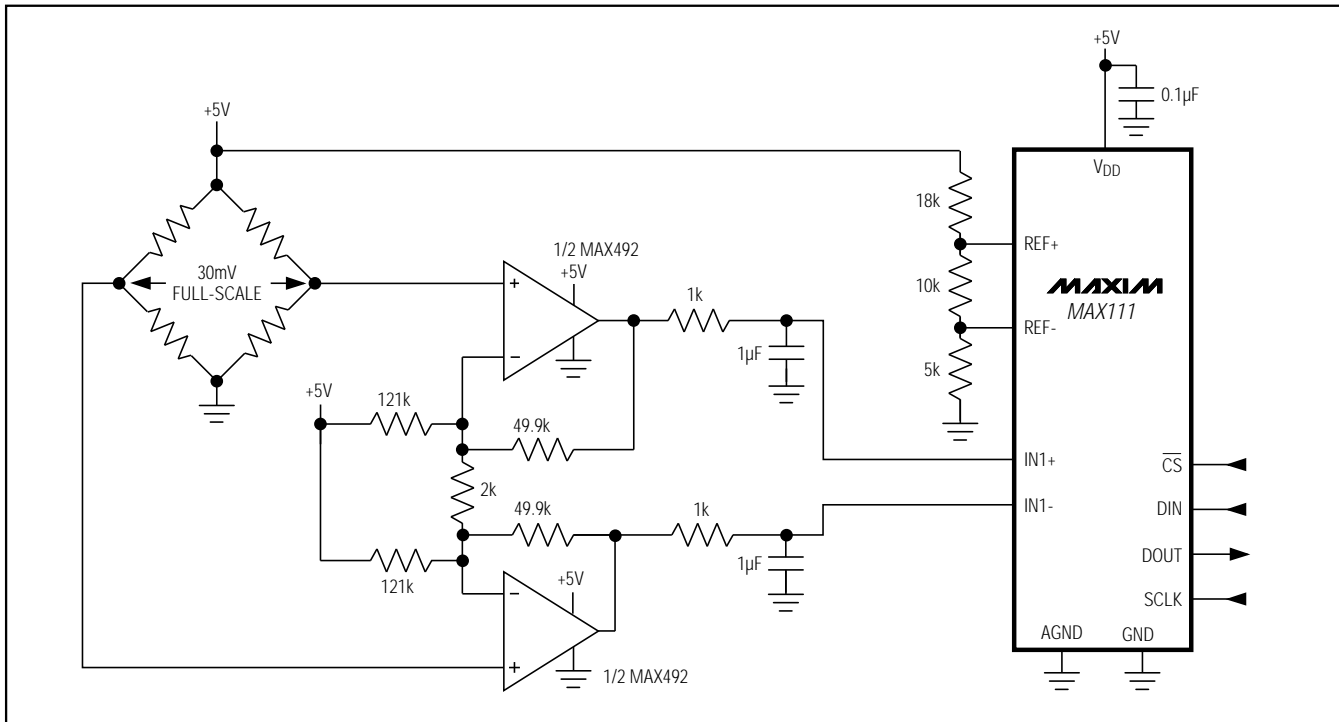 +5V
0.1µF
+5V
VDD
18k
1/2 MAX492
REF+
+5V
30mV
FULL-SCALE
+
1k
10k
MAXIM
MAX111
REF-
−
1µF
5k
+5V
121k
49.9k
IN1+
CS
2k
49.9k
1k
IN1-
DIN
DOUT
121k
+5V
1µF
−
SCLK
AGND
GND
+
1/2 MAX492